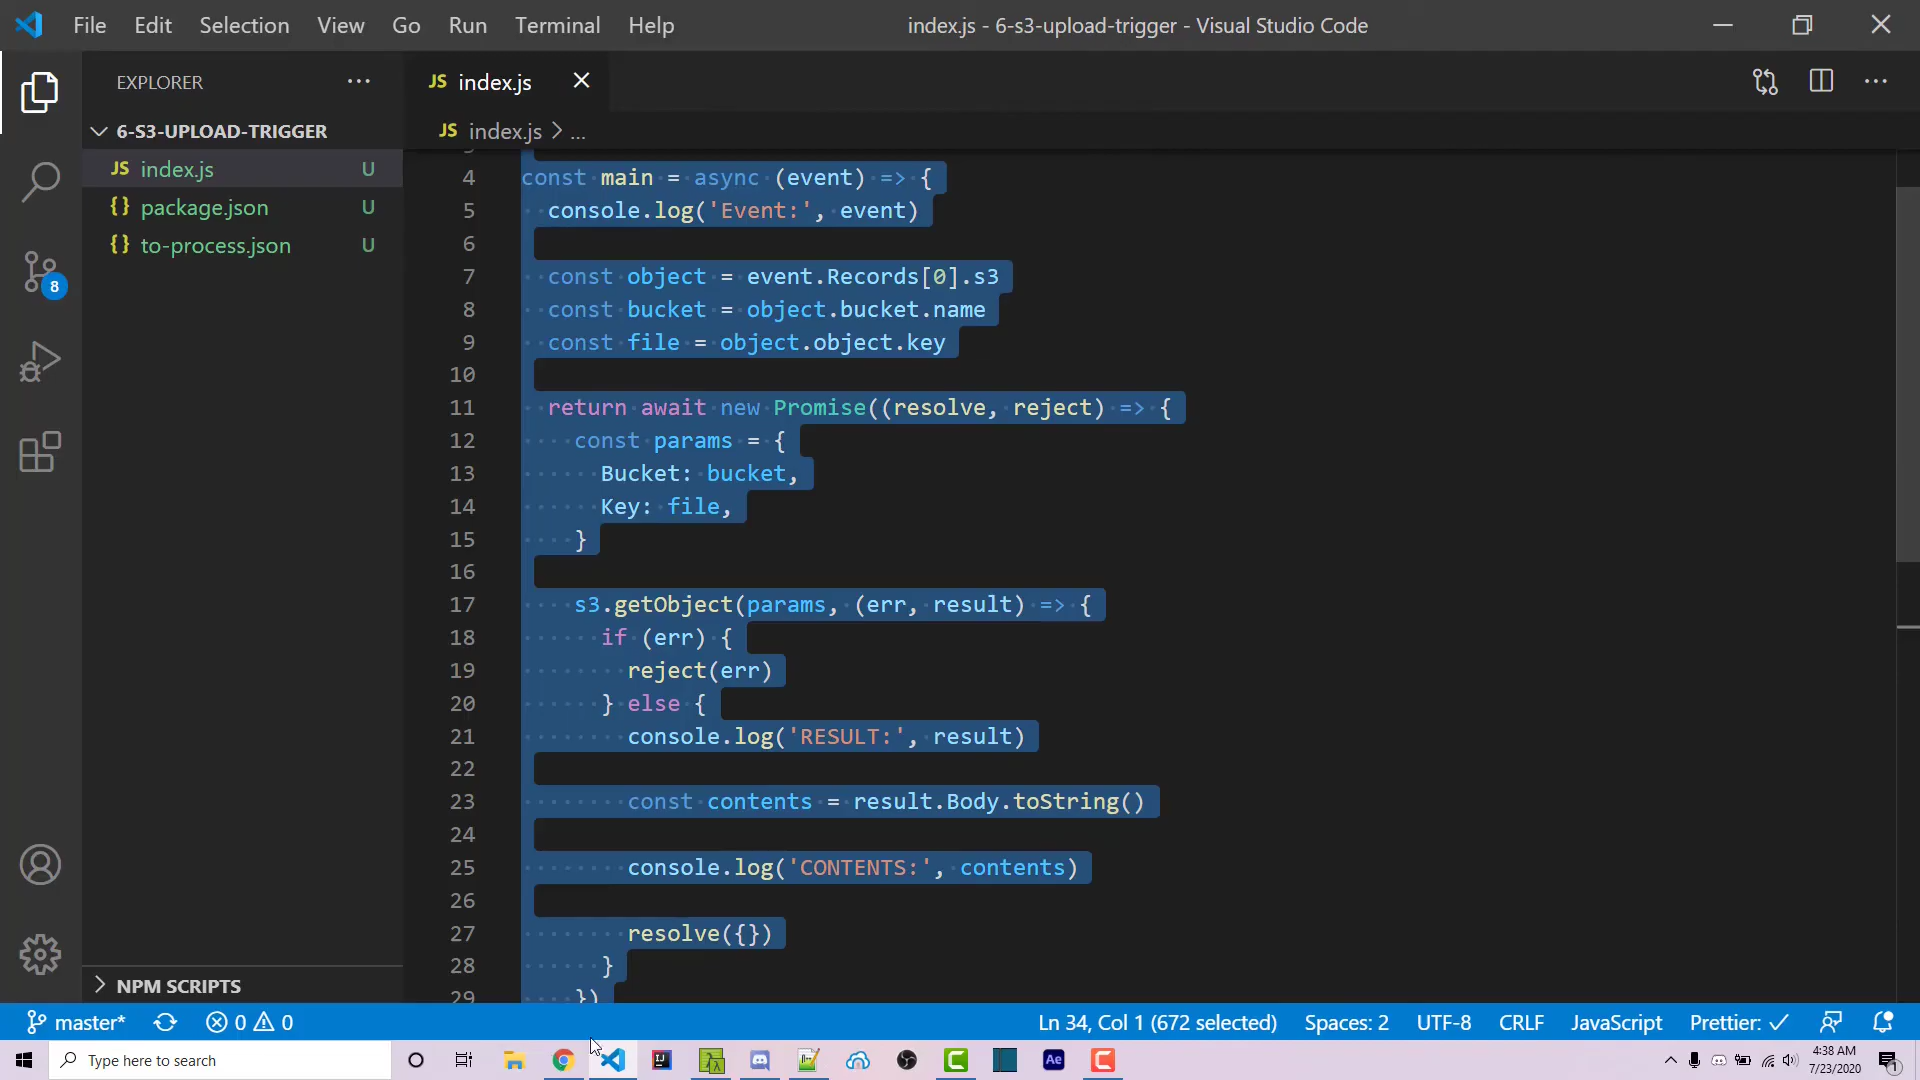 File Edit Selection View Go Run Terminal Help
index.js - 6-s3-upload-trigger - Visual Studio Code
EXPLORER
6-S3-UPLOAD-TRIGGER
JS index.js U
{} package.json U
{} to-process.json U
8
NPM SCRIPTS
JS index.js
JS index.js > ...
4 const main = async (event) => {
5 console.log('Event:', event)
6
7 const object = event.Records[0].s3
8 const bucket = object.bucket.name
9 const file = object.object.key
10
11 return await new Promise((resolve, reject) => {
12 const params = {
13 Bucket: bucket,
14 Key: file,
15 }
16
17 s3.getObject(params, (err, result) => {
18 if (err) {
19 reject(err)
20 } else {
21 console.log('RESULT:', result)
22
23 const contents = result.Body.toString()
24
25 console.log('CONTENTS:', contents)
26
27 resolve({})
28 }
29 })
master* 0 0 Ln 34, Col 1 (672 selected) Spaces: 2 UTF-8 CRLF JavaScript Prettier: ✓
Type here to search
IJ
Ae
C
4:38 AM
7/23/2020
1